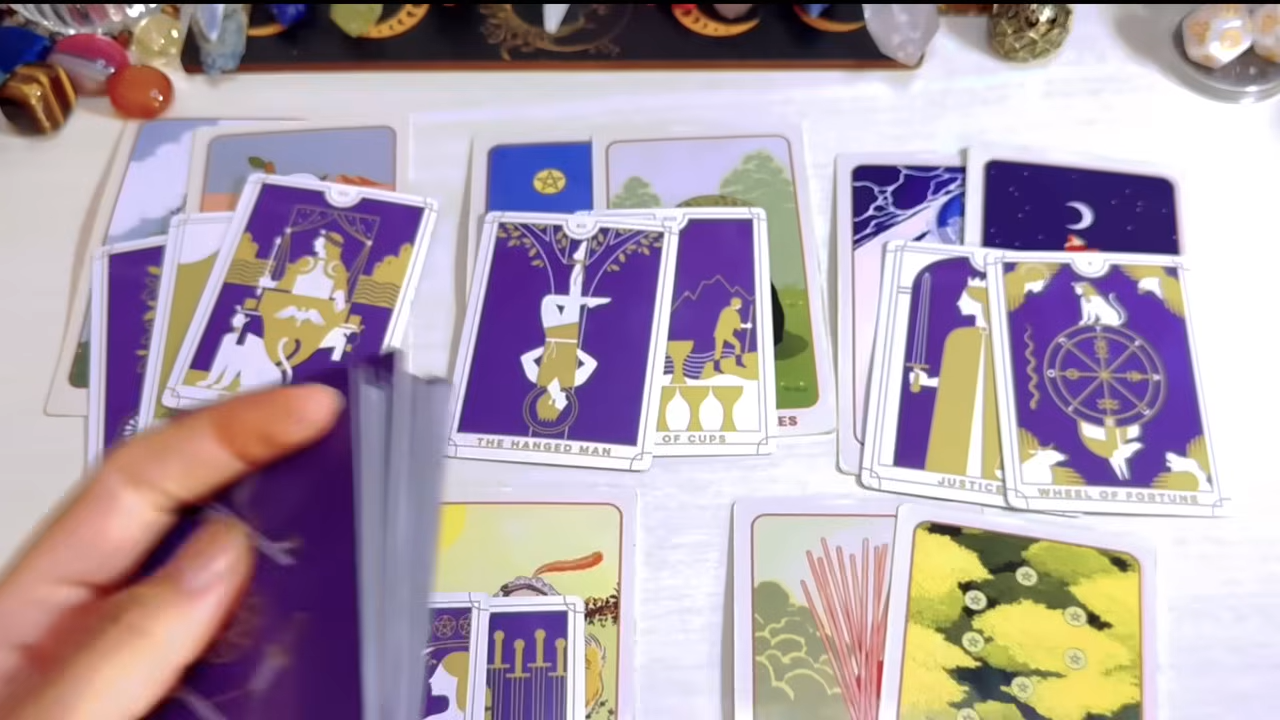 THE HANGED MAN
OF CUPS
ES
JUSTICE
WHEEL OF FORTUNE